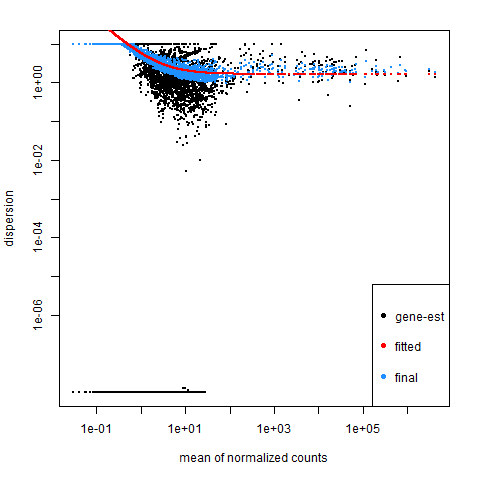 dispersion
1e+00
1e-02
1e-04
1e-06
1e-01
1e+01
1e+03
1e+05
mean of normalized counts
gene-est
fitted
final